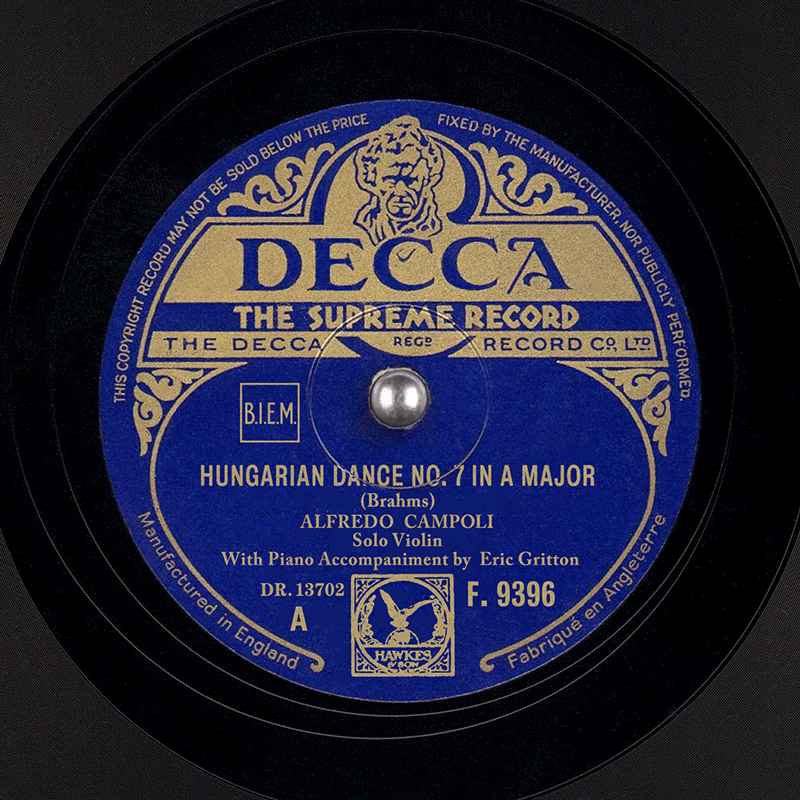 THIS COPYRIGHT RECORD MAY NOT BE SOLD BELOW THE PRICE FIXED BY THE MANUFACTURER, NOR PUBLICLY PERFORMED.
DECCA
THE SUPREME RECORD
THE DECCA REGD RECORD CO. LTD
B.I.E.M.
HUNGARIAN DANCE NO. 7 IN A MAJOR
(Brahms)
ALFREDO CAMPOLI
Solo Violin
With Piano Accompaniment by Eric Gritton
DR. 13702
A
F. 9396
HAWKES
& SON
Manufactured in England
Fabriqué en Angleterre